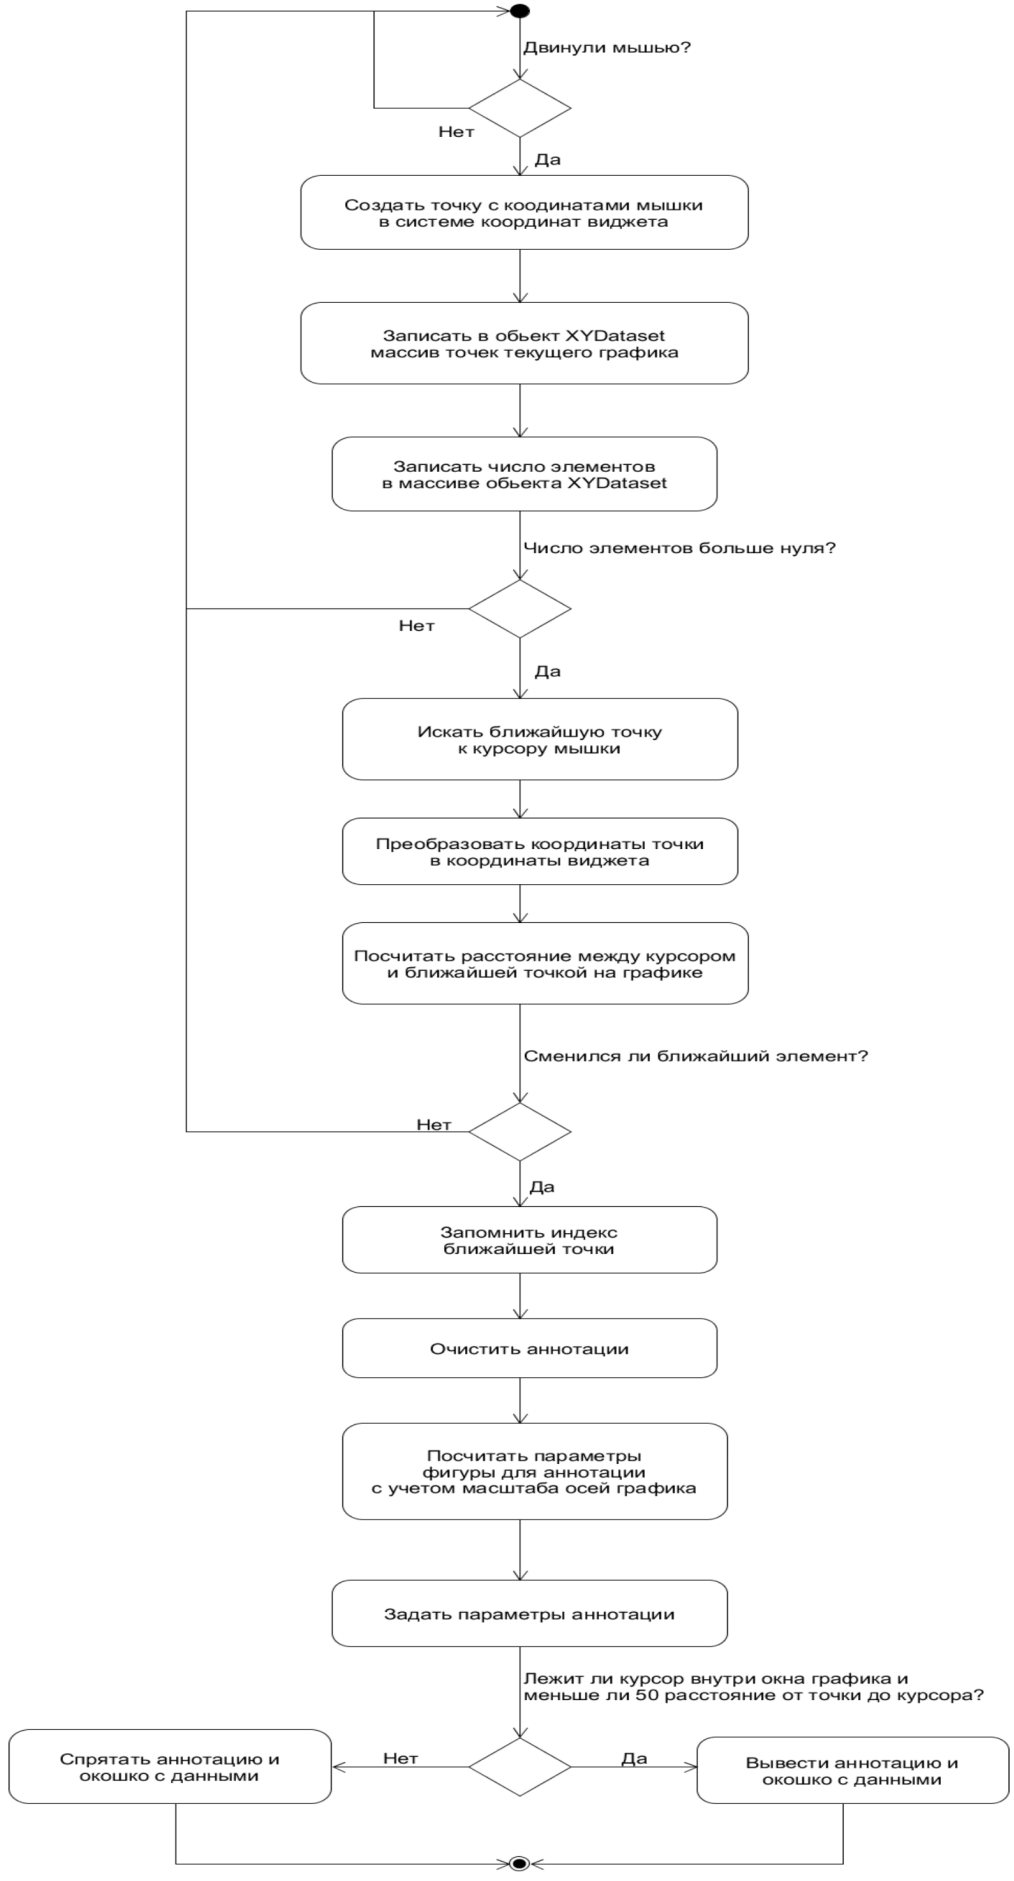 Двинули мышью?
Нет
Да
Создать точку с коодинатами мышки
в системе координат виджета
Записать в обьект XYDataset
массив точек текущего графика
Записать число элементов
в массиве обьекта XYDataset
Число элементов больше нуля?
Нет
Да
Искать ближайшую точку
к курсору мышки
Преобразовать координаты точки
в координаты виджета
Посчитать расстояние между курсором
и ближайшей точкой на графике
Сменился ли ближайший элемент?
Нет
Да
Запомнить индекс
ближайшей точки
Очистить аннотации
Посчитать параметры
фигуры для аннотации
с учетом масштаба осей графика
Задать параметры аннотации
Лежит ли курсор внутри окна графика и
меньше ли 50 расстояние от точки до курсора?
Спрятать аннотацию и
окошко с данными
Нет
Да
Вывести аннотацию и
окошко с данными